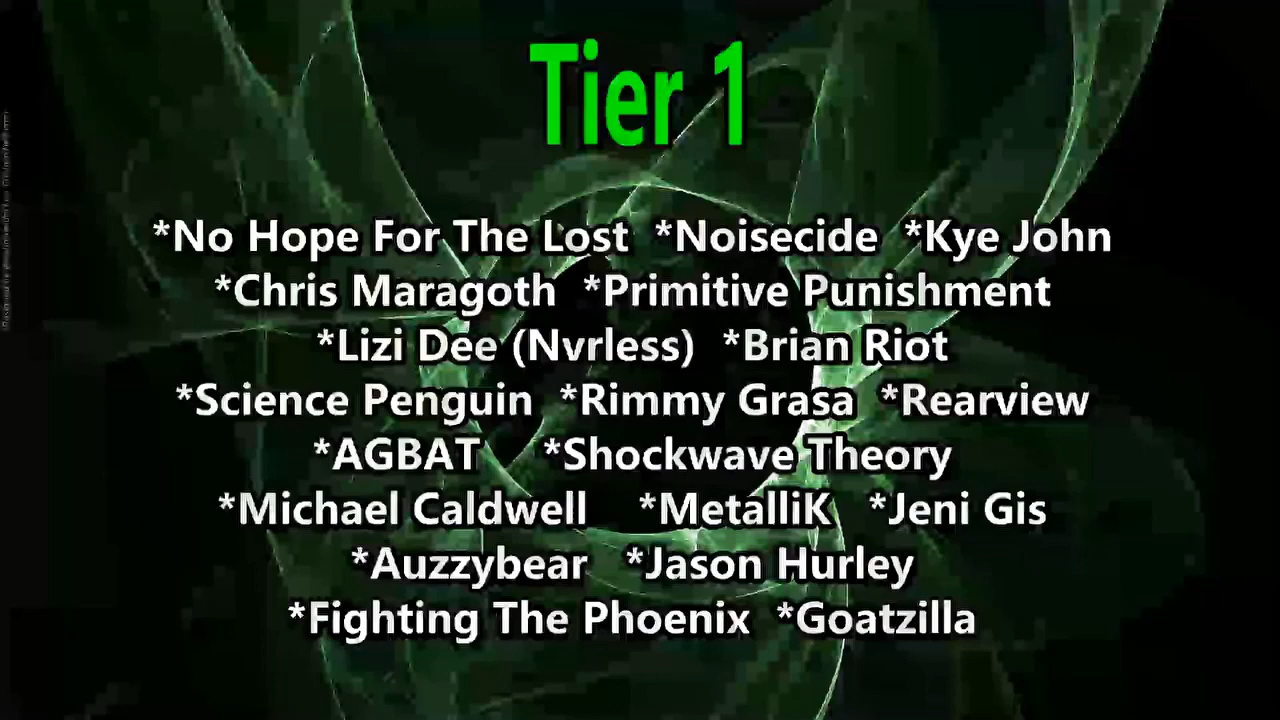 Tier 1
*No Hope For The Lost *Noisecide *Kye John
*Chris Maragoth *Primitive Punishment
*Lizi Dee (Nvrless) *Brian Riot
*Science Penguin *Rimmy Grasa *Rearview
*AGBAT *Shockwave Theory
*Michael Caldwell *MetalliK *Jeni Gis
*Auzzybear *Jason Hurley
*Fighting The Phoenix *Goatzilla